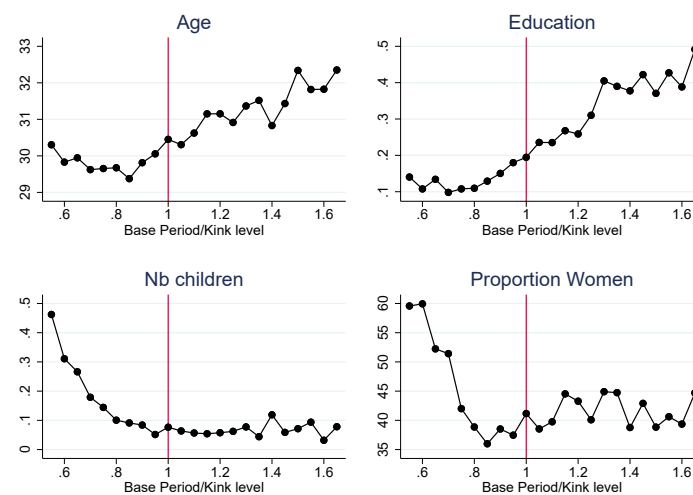 Age
33
32
31
30
29
.6 .8 1 1.2 1.4 1.6
Base Period/Kink level
Education
.5
.4
.3
.2
.1
.6 .8 1 1.2 1.4 1.6
Base Period/Kink level
Nb children
.5
.4
.3
.2
.1
0
.6 .8 1 1.2 1.4 1.6
Base Period/Kink level
Proportion Women
60
55
50
45
40
35
.6 .8 1 1.2 1.4 1.6
Base Period/Kink level